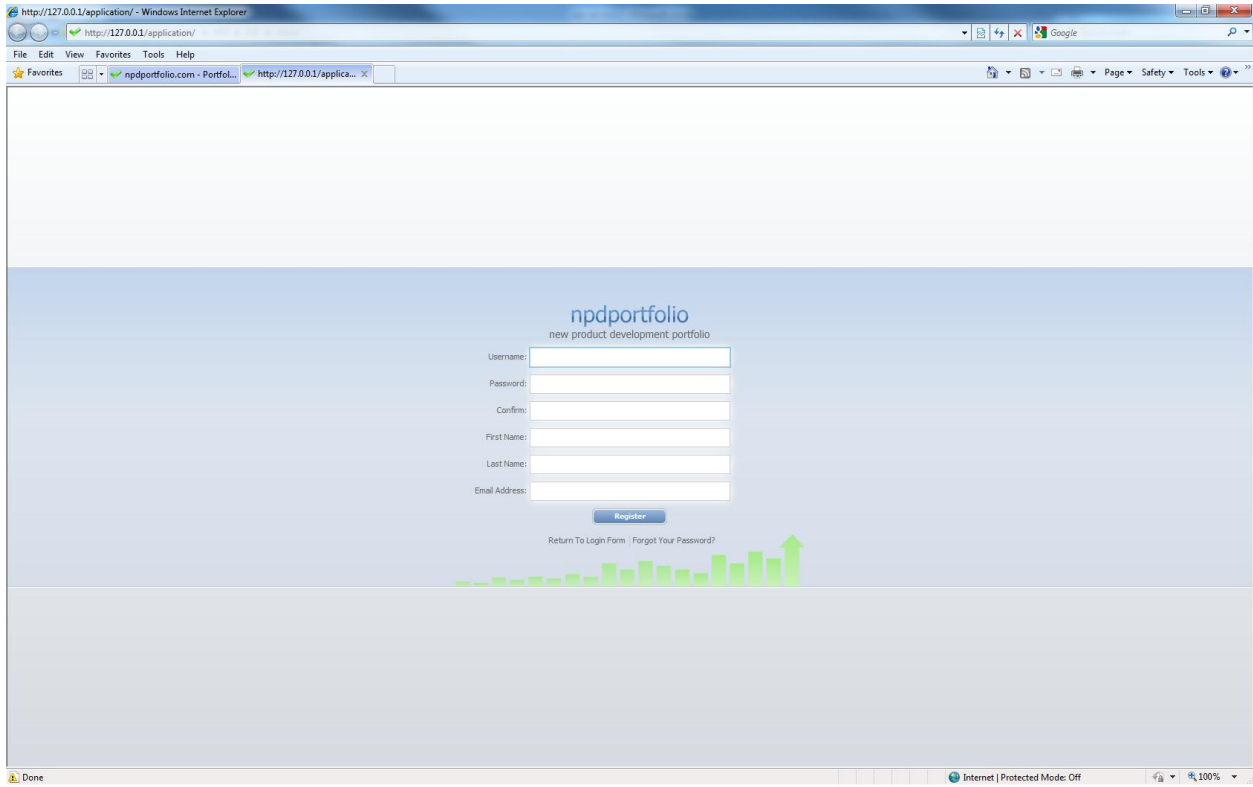 http://127.0.0.1/application/ - Windows Internet Explorer
http://127.0.0.1/application/
Google
File Edit View Favorites Tools Help
Favorites
npdportfolio.com - Portfol...
http://127.0.0.1/applica...
Page Safety Tools
npdportfolio
new product development portfolio
Username:
Password:
Confirm:
First Name:
Last Name:
Email Address:
Register
Return To Login Form | Forgot Your Password?
Done
Internet | Protected Mode: Off
100%